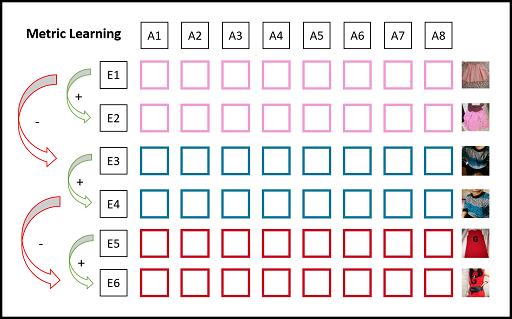 Metric Learning A1 A2 A3 A4 A5 A6 A7 A8
E1
+
E2
-
E3
+
E4
-
E5
+
E6